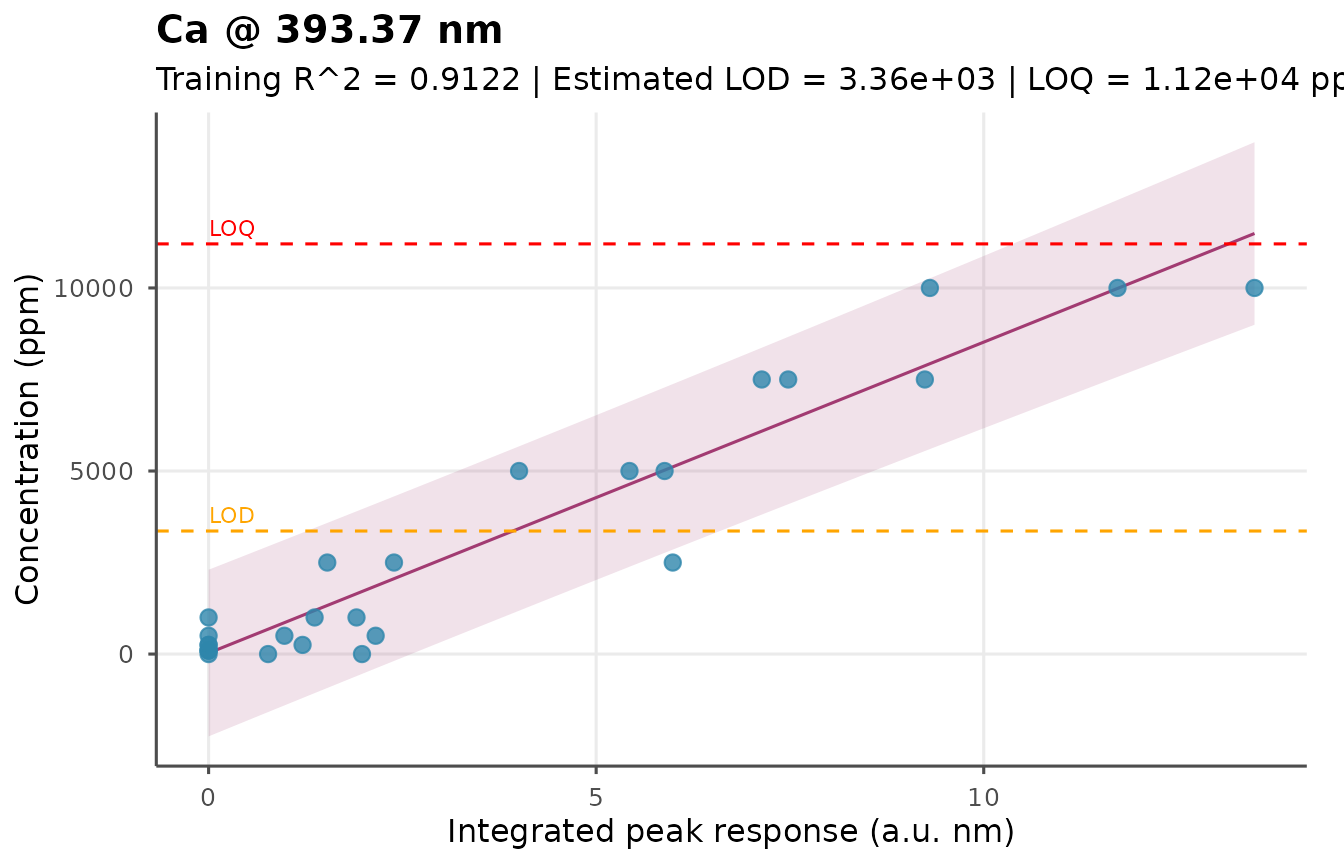 Ca @ 393.37 nm
Training R^2 = 0.9122 | Estimated LOD = 3.36e+03 | LOQ = 1.12e+04 pp
LOQ
LOD
10000
5000
0
0
5
10
Concentration (ppm)
Integrated peak response (a.u. nm)